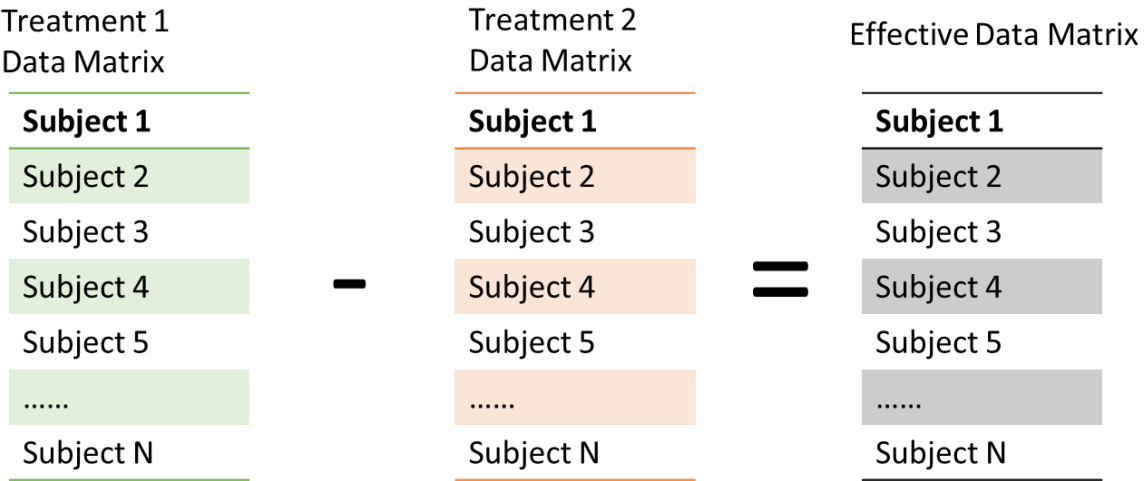 Treatment 1
Data Matrix
Subject 1
Subject 2
Subject 3
Subject 4
Subject 5
......
Subject N
-
Treatment 2
Data Matrix
Subject 1
Subject 2
Subject 3
Subject 4
Subject 5
......
Subject N
=
Effective Data Matrix
Subject 1
Subject 2
Subject 3
Subject 4
Subject 5
......
Subject N